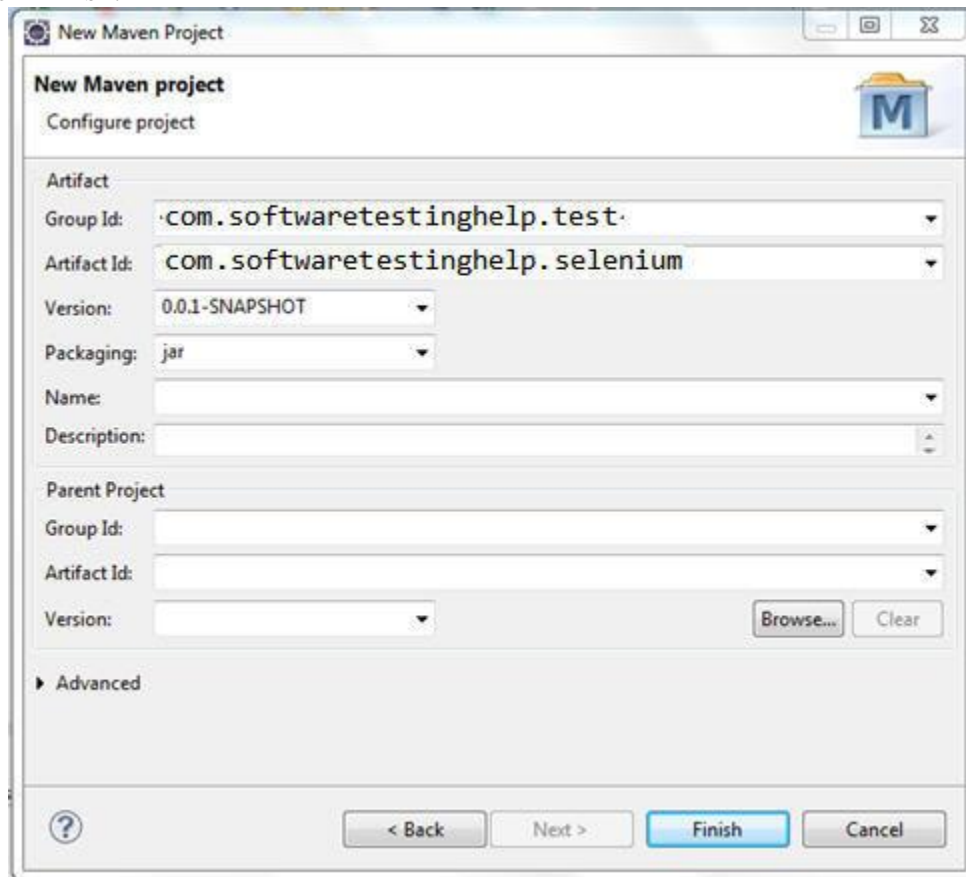 New Maven Project
New Maven project
Configure project
M
Artifact
Group Id: com.softwaretestinghelp.test
Artifact Id: com.softwaretestinghelp.selenium
Version: 0.0.1-SNAPSHOT
Packaging: jar
Name:
Description:
Parent Project
Group Id:
Artifact Id:
Version: Browse... Clear
Advanced
? < Back Next > Finish Cancel